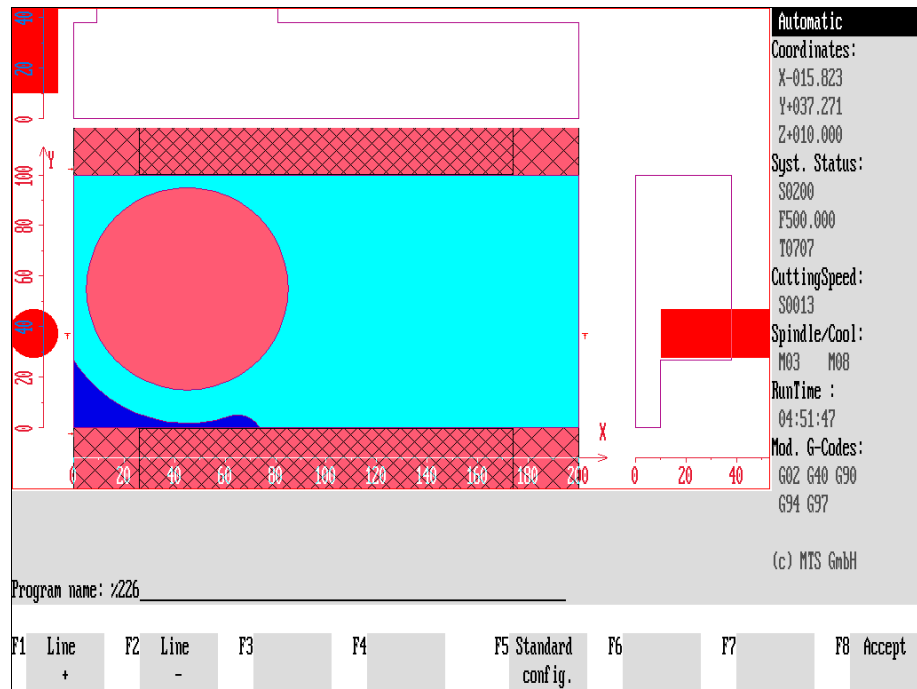 Automatic
Coordinates:
X-015.823
Y+037.271
Z+010.000
Syst. Status:
S0200
F500.000
T0707
CuttingSpeed:
S0013
Spindle/Cool:
M03 M08
RunTime :
04:51:47
Mod. G-Codes:
G02 G40 G90
G94 G97
(c) MTS GmbH
40
20
0
Y
100
80
60
40
20
0
T
T
X
0 20 40 60 80 100 120 140 160 180 200
0 20 40
Program name: %226
F1 Line + F2 Line - F3 F4 F5 Standard config. F6 F7 F8 Accept